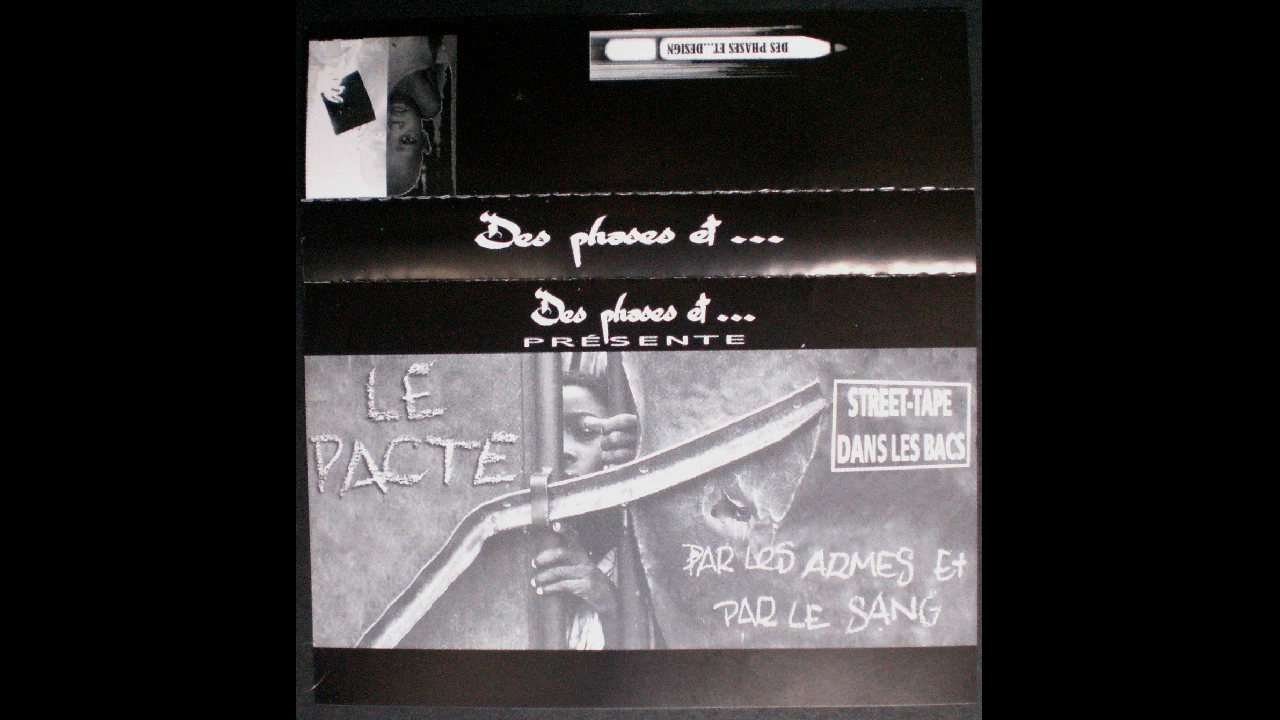 DES PHASES ET...DESIGN
Des phases et ...
Des phases et ...
PRÉSENTE
LE
PACTE
STREET-TAPE
DANS LES BACS
PAR LES ARMES Et
PAR LE SANG